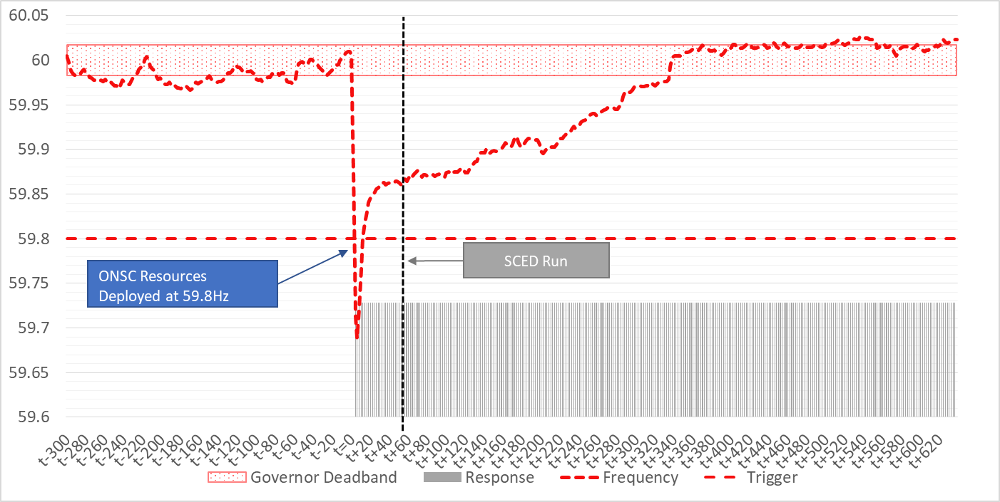 60.05
60
59.95
59.9
59.85
59.8
59.75
59.7
59.65
59.6
ONSC Resources
Deployed at 59.8Hz
SCED Run
t-300 t-280 t-260 t-240 t-220 t-200 t-180 t-160 t-140 t-120 t-100 t-80 t-60 t-40 t-20 t=0 t+20 t+40 t+60 t+80 t+100 t+120 t+140 t+160 t+180 t+200 t+220 t+240 t+260 t+280 t+300 t+320 t+340 t+360 t+380 t+400 t+420 t+440 t+460 t+480 t+500 t+520 t+540 t+560 t+580 t+600 t+620
Governor Deadband Response Frequency Trigger